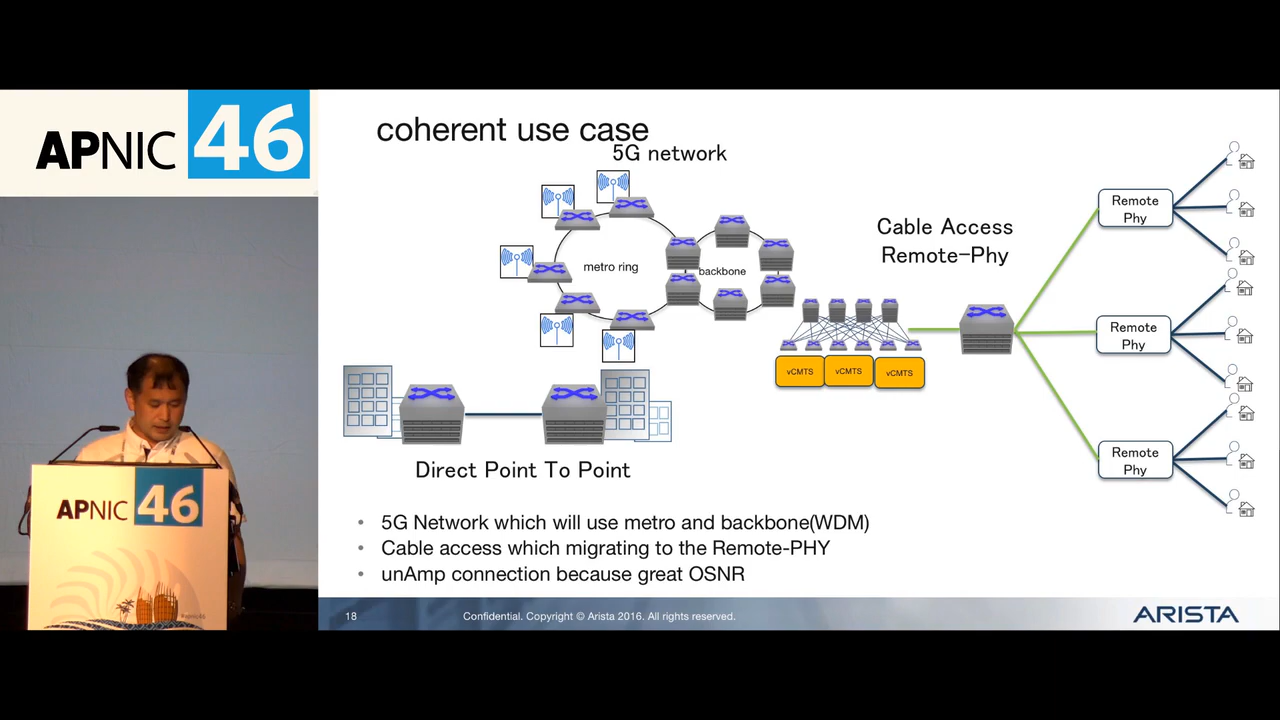 APNIC 46
coherent use case
5G network
metro ring
backbone
Cable Access
Remote-Phy
vCMTS
vCMTS
vCMTS
Remote
Phy
Remote
Phy
Remote
Phy
Direct Point To Point
• 5G Network which will use metro and backbone(WDM)
• Cable access which migrating to the Remote-PHY
• unAmp connection because great OSNR
18
Confidential. Copyright © Arista 2016. All rights reserved.
ARISTA
APNIC 46
#apnic46